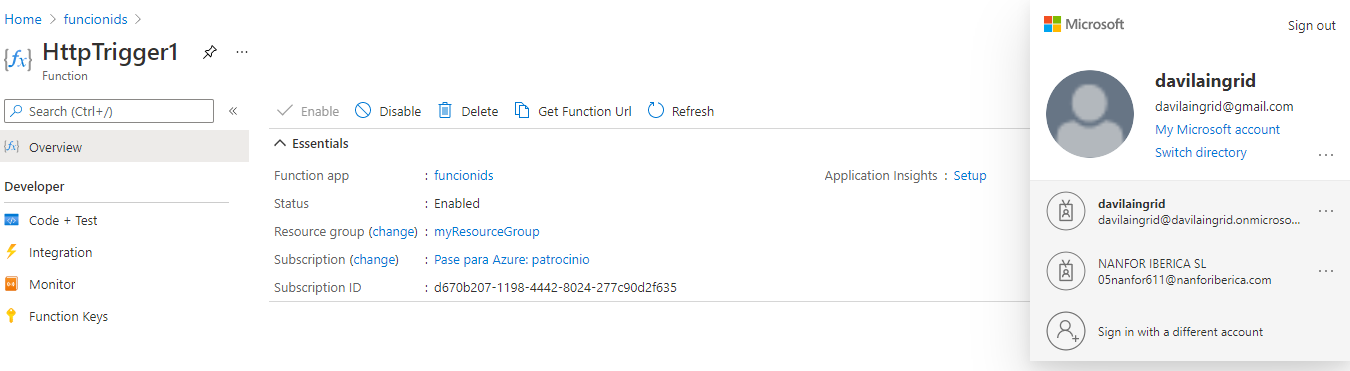 Home > funcionids >
HttpTrigger1
Function
Search (Ctrl+/)
Overview
Developer
Code + Test
Integration
Monitor
Function Keys
Enable Disable Delete Get Function Url Refresh
Essentials
Function app : funcionids
Application Insights : Setup
Status : Enabled
Resource group (change) : myResourceGroup
Subscription (change) : Pase para Azure: patrocinio
Subscription ID : d670b207-1198-4442-8024-277c90d2f635
Microsoft
Sign out
davilaingrid
davilaingrid@gmail.com
My Microsoft account
Switch directory
davilaingrid
davilaingrid@davilaingrid.onmicroso...
NANFOR IBERICA SL
05nanfor611@nanforiberica.com
Sign in with a different account